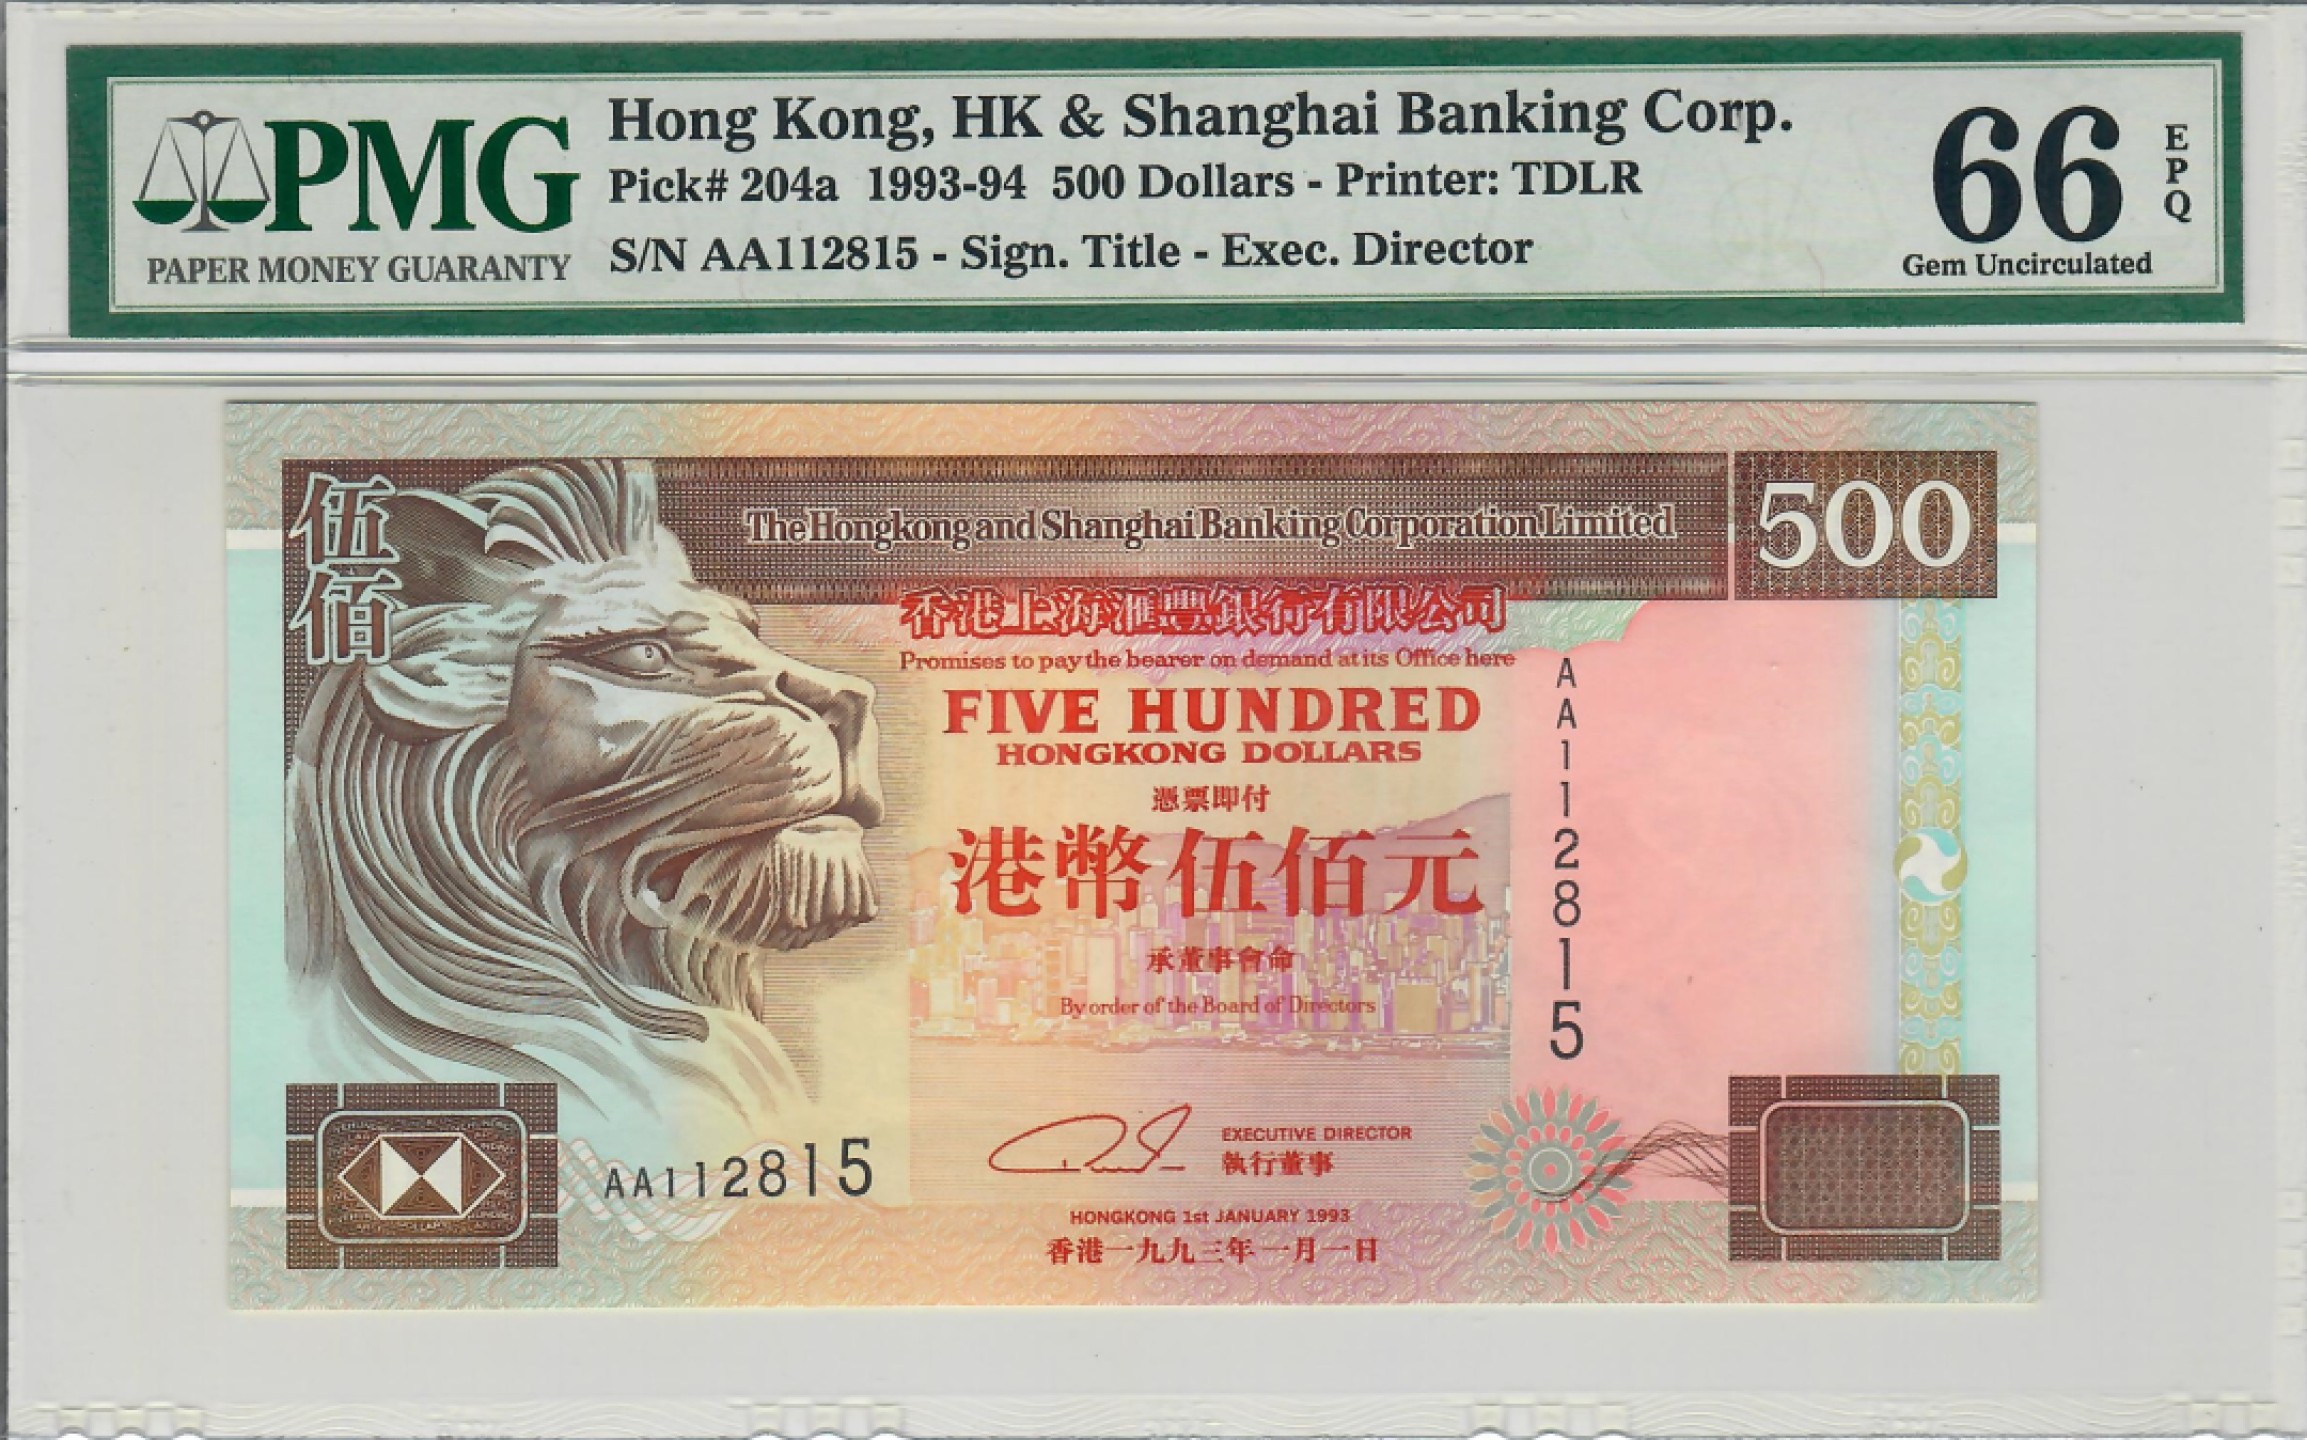 PMG
PAPER MONEY GUARANTY
Hong Kong, HK & Shanghai Banking Corp.
Pick# 204a 1993-94 500 Dollars - Printer: TDLR
S/N AA112815 - Sign. Title - Exec. Director
66
EPQ
Gem Uncirculated
伍佰
The Hongkong and Shanghai Banking Corporation Limited
500
香港上海滙豐銀行有限公司
Promises to pay the bearer on demand at its Office here
FIVE HUNDRED
HONGKONG DOLLARS
憑票即付
港幣伍佰元
承董事會命
By order of the Board of Directors
AA112815
EXECUTIVE DIRECTOR
執行董事
AA112815
HONGKONG 1st JANUARY 1993
香港一九九三年一月一日